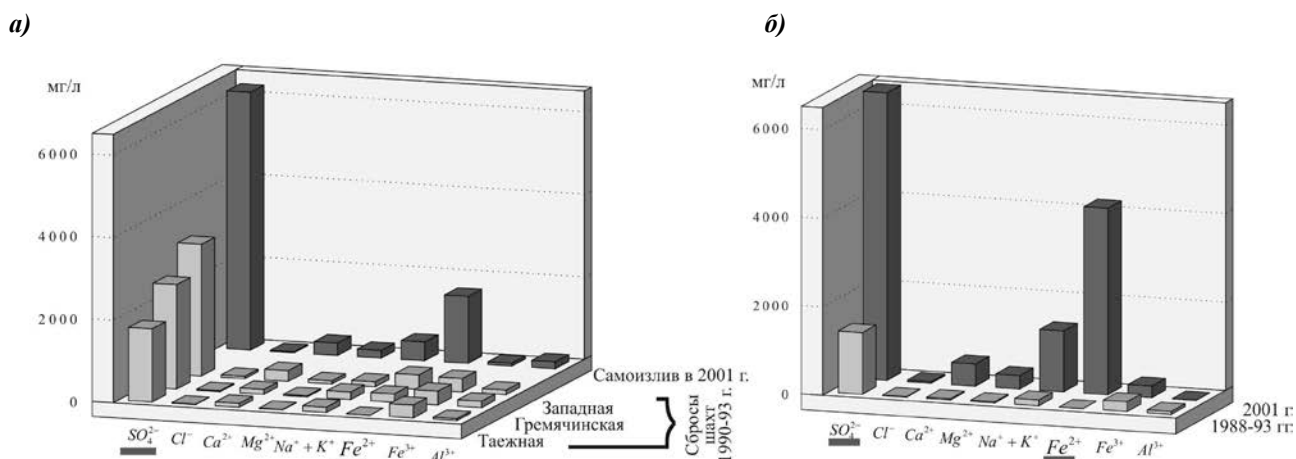 а)
мг/л
6000
4000
2000
0
SO₄²⁻ Cl⁻ Ca²⁺ Mg²⁺ Na⁺ + K⁺ Fe²⁺ Fe³⁺ Al³⁺
Самоизлив в 2001 г.
Западная
Гремячинская
Таежная
Сбросы
шахт
1990-93 г.
б)
мг/л
6000
4000
2000
0
SO₄²⁻ Cl⁻ Ca²⁺ Mg²⁺ Na⁺ + K⁺ Fe²⁺ Fe³⁺ Al³⁺
2001 г.
1988-93 гг.